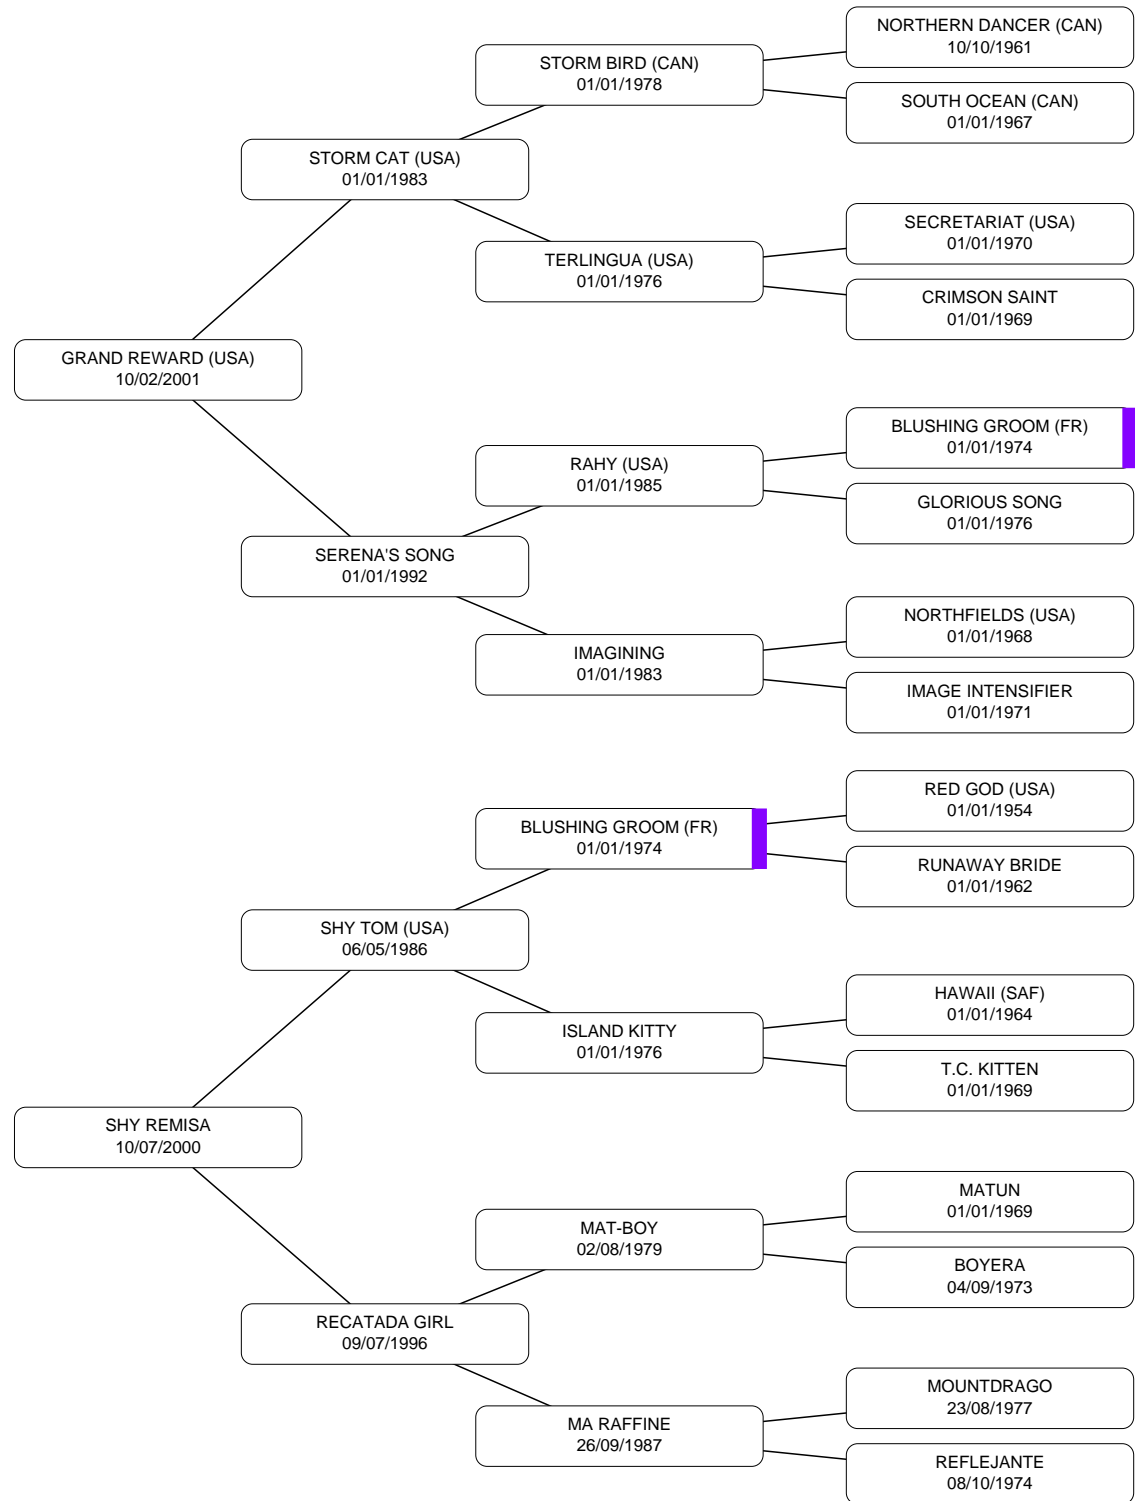 NORTHERN DANCER (CAN)
10/10/1961
STORM BIRD (CAN)
01/01/1978
SOUTH OCEAN (CAN)
01/01/1967
STORM CAT (USA)
01/01/1983
SECRETARIAT (USA)
01/01/1970
TERLINGUA (USA)
01/01/1976
CRIMSON SAINT
01/01/1969
GRAND REWARD (USA)
10/02/2001
BLUSHING GROOM (FR)
01/01/1974
RAHY (USA)
01/01/1985
GLORIOUS SONG
01/01/1976
SERENA'S SONG
01/01/1992
NORTHFIELDS (USA)
01/01/1968
IMAGINING
01/01/1983
IMAGE INTENSIFIER
01/01/1971
RED GOD (USA)
01/01/1954
BLUSHING GROOM (FR)
01/01/1974
RUNAWAY BRIDE
01/01/1962
SHY TOM (USA)
06/05/1986
HAWAII (SAF)
01/01/1964
ISLAND KITTY
01/01/1976
T.C. KITTEN
01/01/1969
SHY REMISA
10/07/2000
MATUN
01/01/1969
MAT-BOY
02/08/1979
BOYERA
04/09/1973
RECATADA GIRL
09/07/1996
MOUNTDRAGO
23/08/1977
MA RAFFINE
26/09/1987
REFLEJANTE
08/10/1974